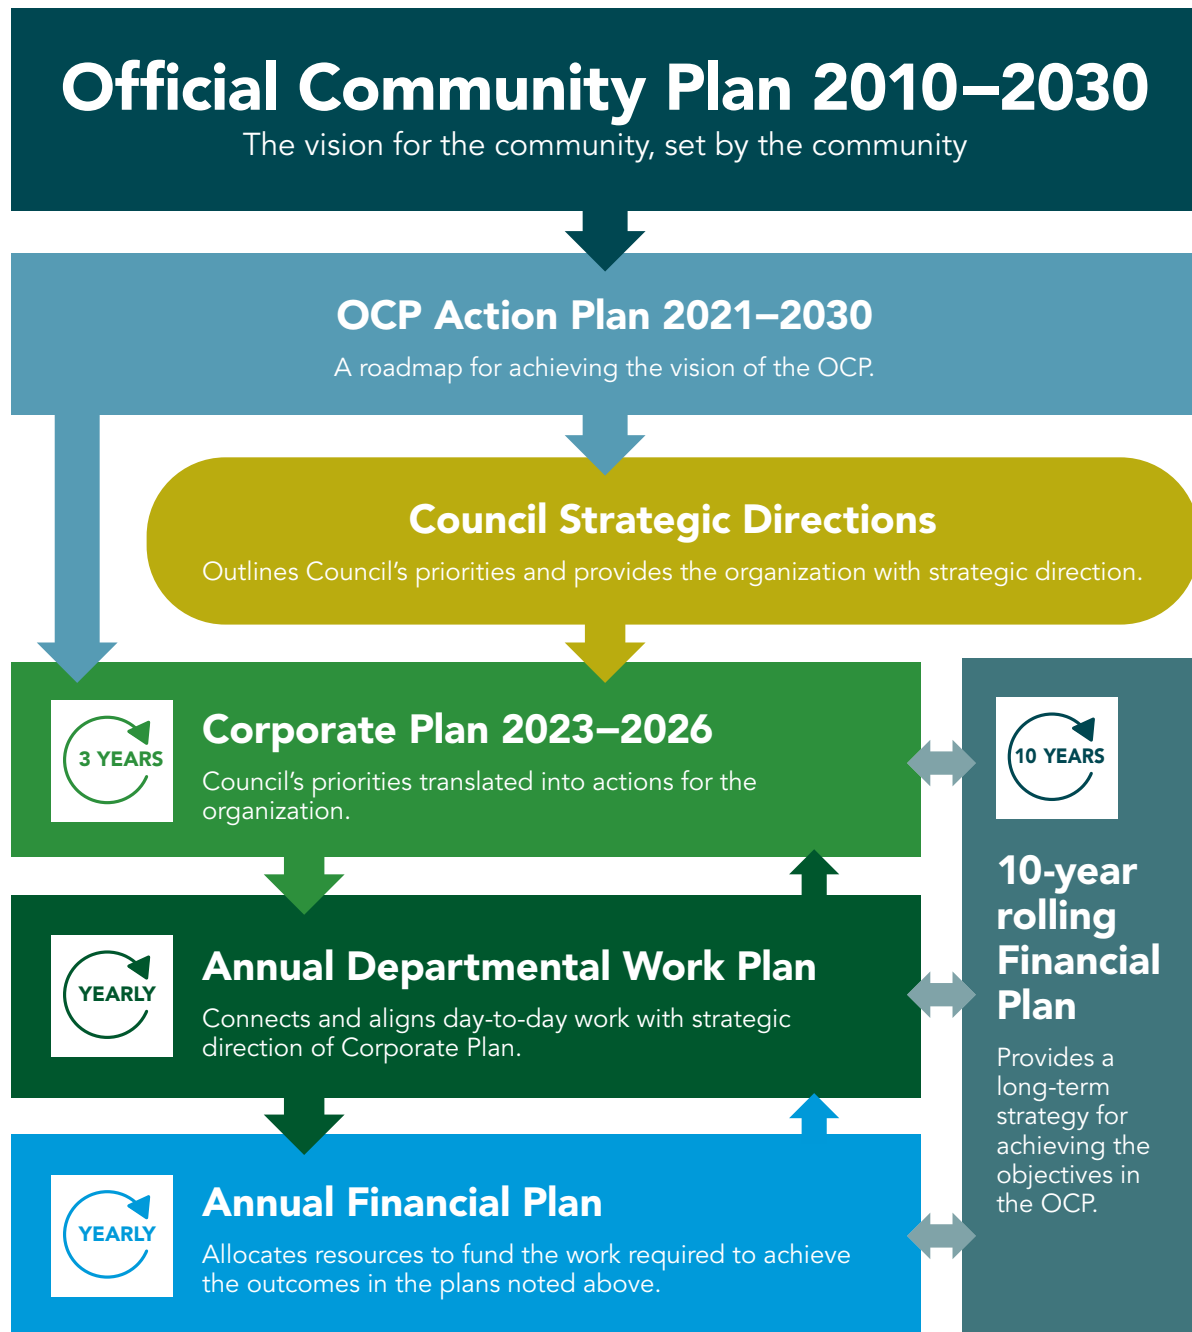 Official Community Plan 2010–2030
The vision for the community, set by the community
OCP Action Plan 2021–2030
A roadmap for achieving the vision of the OCP.
Council Strategic Directions
Outlines Council’s priorities and provides the organization with strategic direction.
3 YEARS
Corporate Plan 2023–2026
Council’s priorities translated into actions for the
organization.
YEARLY
Annual Departmental Work Plan
Connects and aligns day-to-day work with strategic
direction of Corporate Plan.
YEARLY
Annual Financial Plan
Allocates resources to fund the work required to achieve
the outcomes in the plans noted above.
10 YEARS
10-year
rolling
Financial
Plan
Provides a
long-term
strategy for
achieving the
objectives in
the OCP.